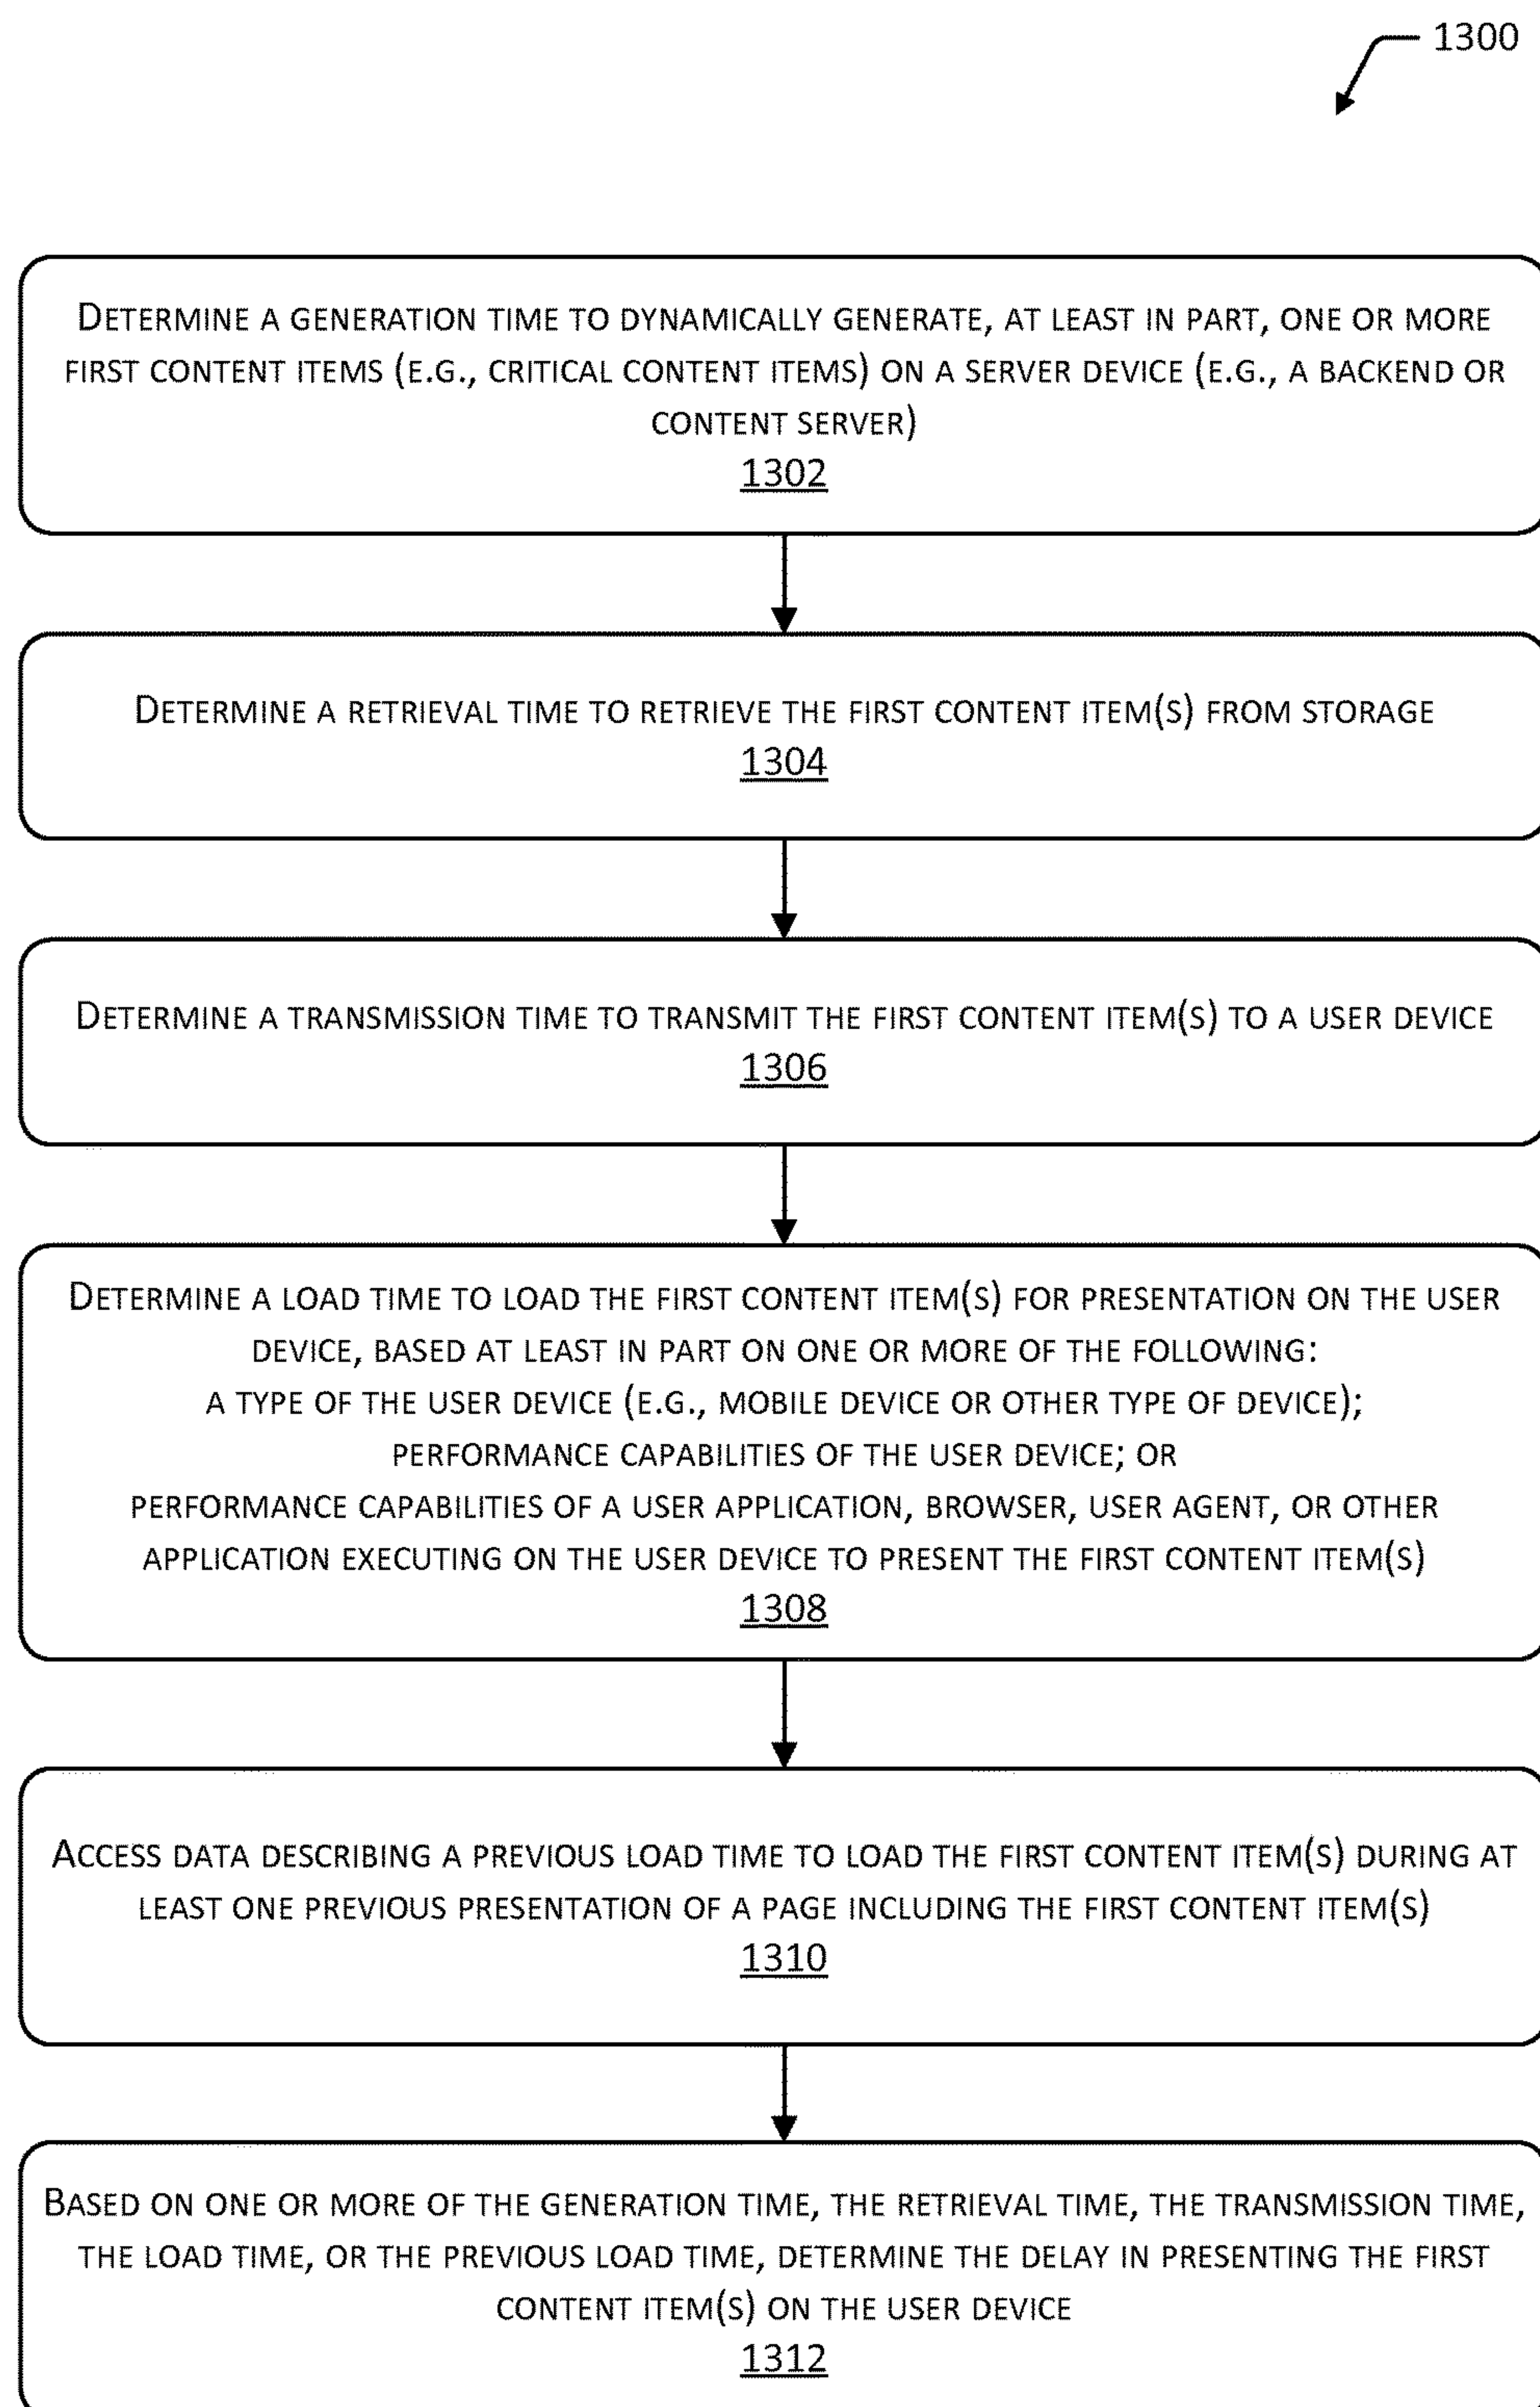 1300
DETERMINE A GENERATION TIME TO DYNAMICALLY GENERATE, AT LEAST IN PART, ONE OR MORE
FIRST CONTENT ITEMS (E.G., CRITICAL CONTENT ITEMS) ON A SERVER DEVICE (E.G., A BACKEND OR
CONTENT SERVER)
1302
DETERMINE A RETRIEVAL TIME TO RETRIEVE THE FIRST CONTENT ITEM(S) FROM STORAGE
1304
DETERMINE A TRANSMISSION TIME TO TRANSMIT THE FIRST CONTENT ITEM(S) TO A USER DEVICE
1306
DETERMINE A LOAD TIME TO LOAD THE FIRST CONTENT ITEM(S) FOR PRESENTATION ON THE USER
DEVICE, BASED AT LEAST IN PART ON ONE OR MORE OF THE FOLLOWING:
A TYPE OF THE USER DEVICE (E.G., MOBILE DEVICE OR OTHER TYPE OF DEVICE);
PERFORMANCE CAPABILITIES OF THE USER DEVICE; OR
PERFORMANCE CAPABILITIES OF A USER APPLICATION, BROWSER, USER AGENT, OR OTHER
APPLICATION EXECUTING ON THE USER DEVICE TO PRESENT THE FIRST CONTENT ITEM(S)
1308
ACCESS DATA DESCRIBING A PREVIOUS LOAD TIME TO LOAD THE FIRST CONTENT ITEM(S) DURING AT
LEAST ONE PREVIOUS PRESENTATION OF A PAGE INCLUDING THE FIRST CONTENT ITEM(S)
1310
BASED ON ONE OR MORE OF THE GENERATION TIME, THE RETRIEVAL TIME, THE TRANSMISSION TIME,
THE LOAD TIME, OR THE PREVIOUS LOAD TIME, DETERMINE THE DELAY IN PRESENTING THE FIRST
CONTENT ITEM(S) ON THE USER DEVICE
1312